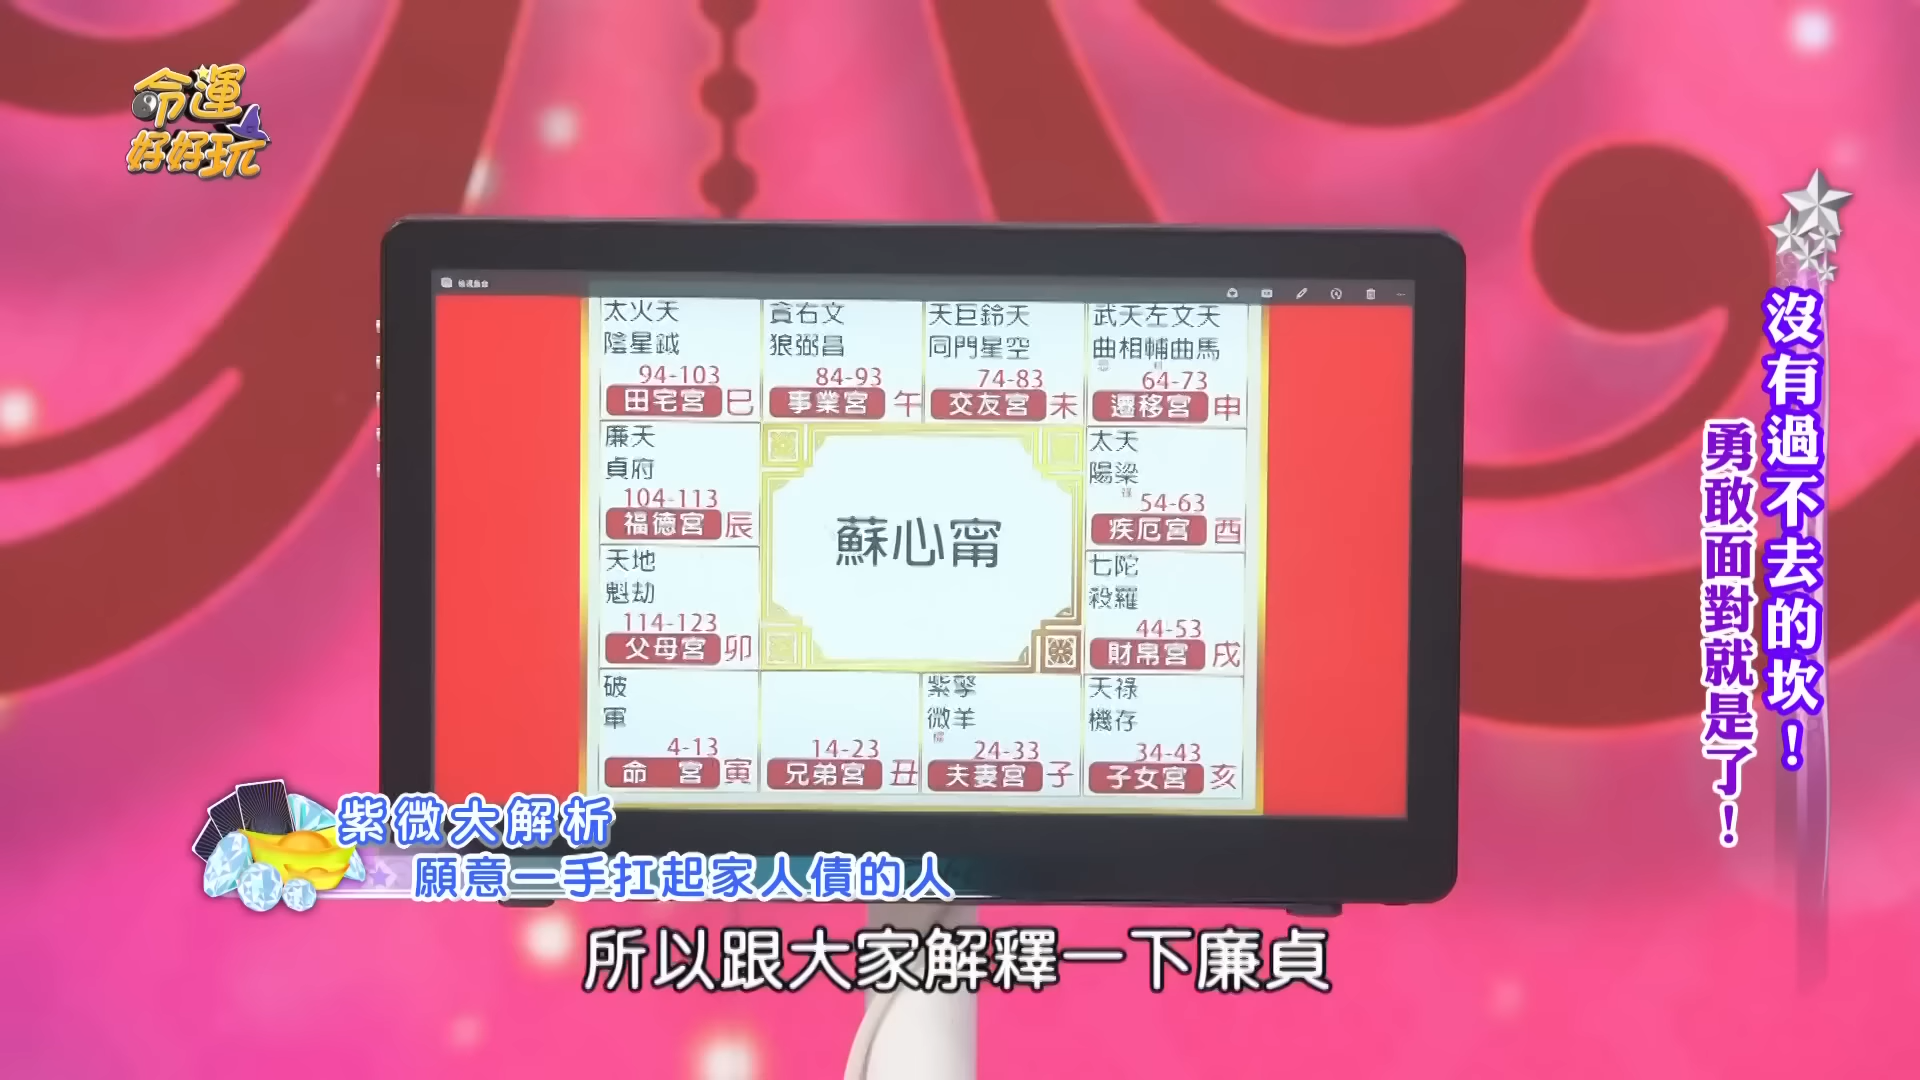 命運
好好玩
沒有過不去的坎！
勇敢面對就是了！
太火天
陰星鉞
94-103
田宅宮 巳
貪右文
狼弼昌
84-93
事業宮 午
天巨鈴天
同門星空
74-83
交友宮 未
武天左文天
曲相輔曲馬
64-73
遷移宮 申
廉天
貞府
104-113
福德宮 辰
蘇心甯
太天
陽梁
祿
54-63
疾厄宮 酉
天地
魁劫
114-123
父母宮 卯
七陀
殺羅
44-53
財帛宮 戌
破
軍
4-13
命 宮 寅
14-23
兄弟宮 丑
紫擎
微羊
權
24-33
夫妻宮 子
天祿
機存
34-43
子女宮 亥
紫微大解析
願意一手扛起家人債的人
所以跟大家解釋一下廉貞